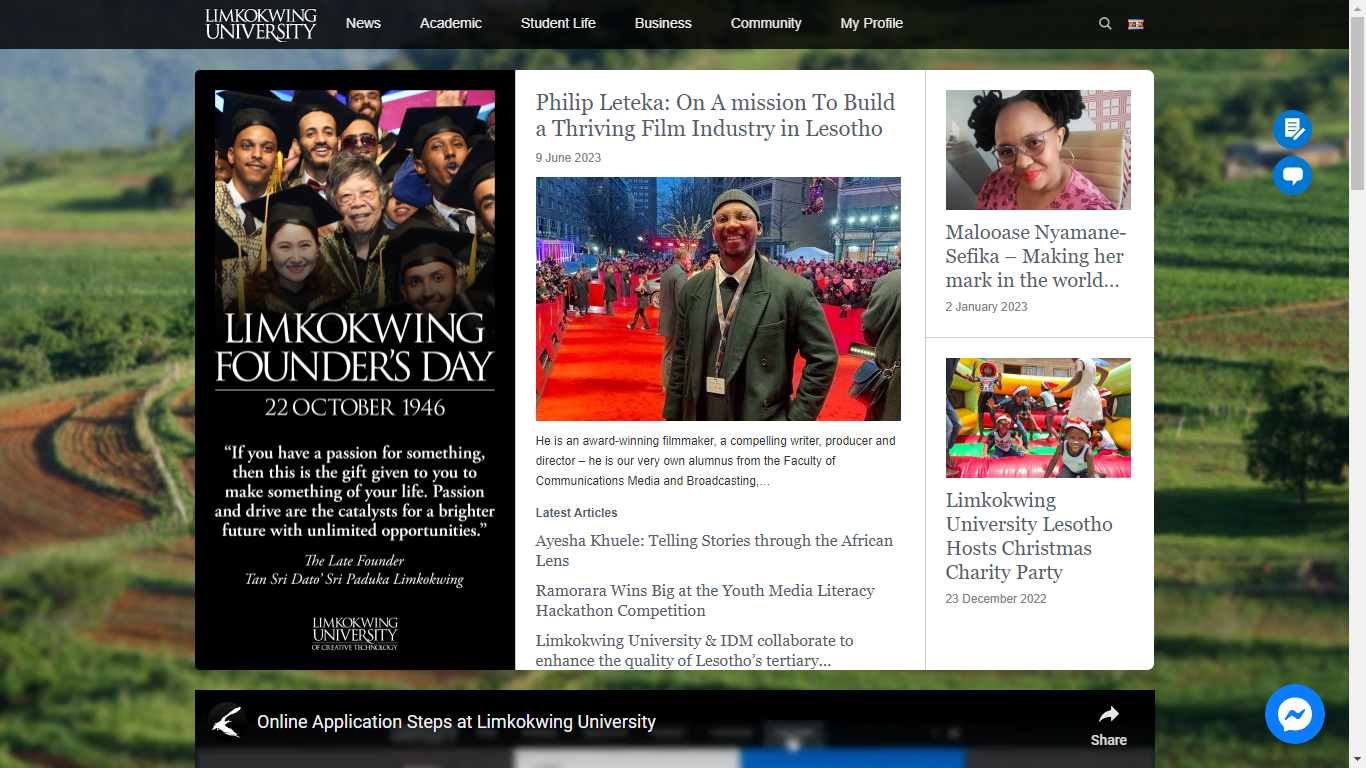 LIMKOKWING
UNIVERSITY
News
Academic
Student Life
Business
Community
My Profile
LIMKOKWING
FOUNDER'S DAY
22 OCTOBER 1946
“If you have a passion for something,
then this is the gift given to you to
make something of your life. Passion
and drive are the catalysts for a brighter
future with unlimited opportunities.”
The Late Founder
Tan Sri Dato’ Sri Paduka Limkokwing
LIMKOKWING
UNIVERSITY
OF CREATIVE TECHNOLOGY
Philip Leteka: On A mission To Build
a Thriving Film Industry in Lesotho
9 June 2023
He is an award-winning filmmaker, a compelling writer, producer and
director – he is our very own alumnus from the Faculty of
Communications Media and Broadcasting,…
Latest Articles
Ayesha Khuele: Telling Stories through the African
Lens
Ramorara Wins Big at the Youth Media Literacy
Hackathon Competition
Limkokwing University & IDM collaborate to
enhance the quality of Lesotho’s tertiary...
Malooase Nyamane-
Sefika – Making her
mark in the world...
2 January 2023
Limkokwing
University Lesotho
Hosts Christmas
Charity Party
23 December 2022
Online Application Steps at Limkokwing University
Share